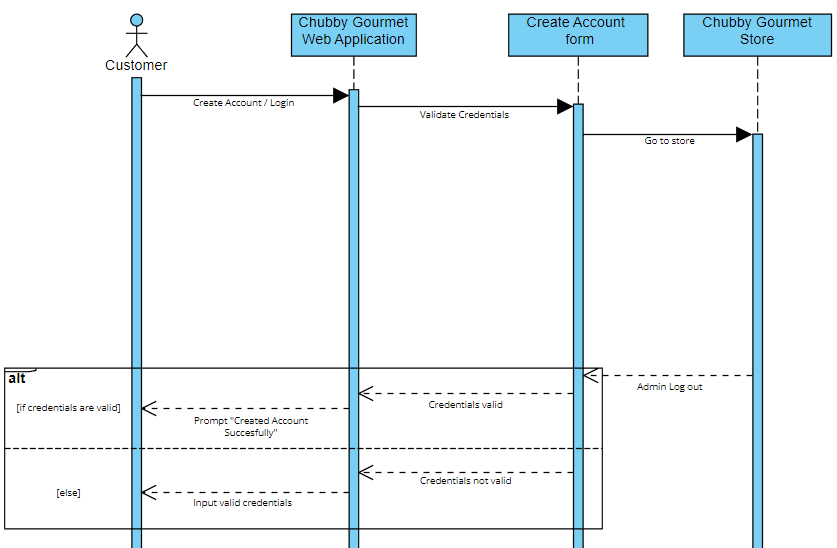 Customer
Chubby Gourmet
Web Application
Create Account
form
Chubby Gourmet
Store
Create Account / Login
Validate Credentials
Go to store
alt
Admin Log out
[if credentials are valid]
Credentials valid
Prompt "Created Account
Succesfully"
[else]
Credentials not valid
Input valid credentials